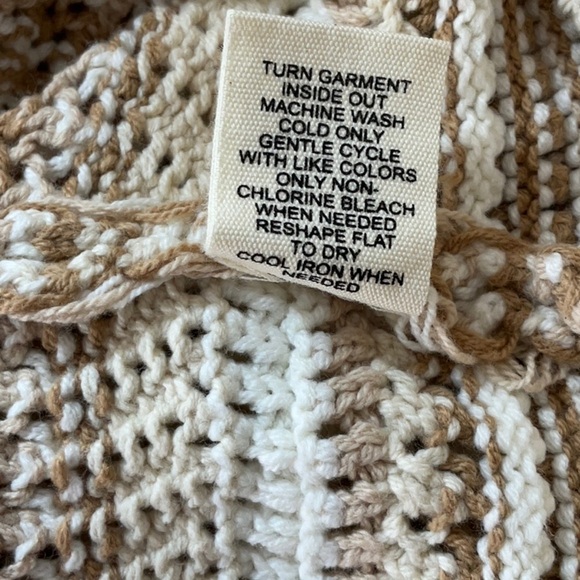 TURN GARMENT
INSIDE OUT
MACHINE WASH
COLD ONLY
GENTLE CYCLE
WITH LIKE COLORS
ONLY NON-
CHLORINE BLEACH
WHEN NEEDED
RESHAPE FLAT
TO DRY
COOL IRON WHEN
NEEDED